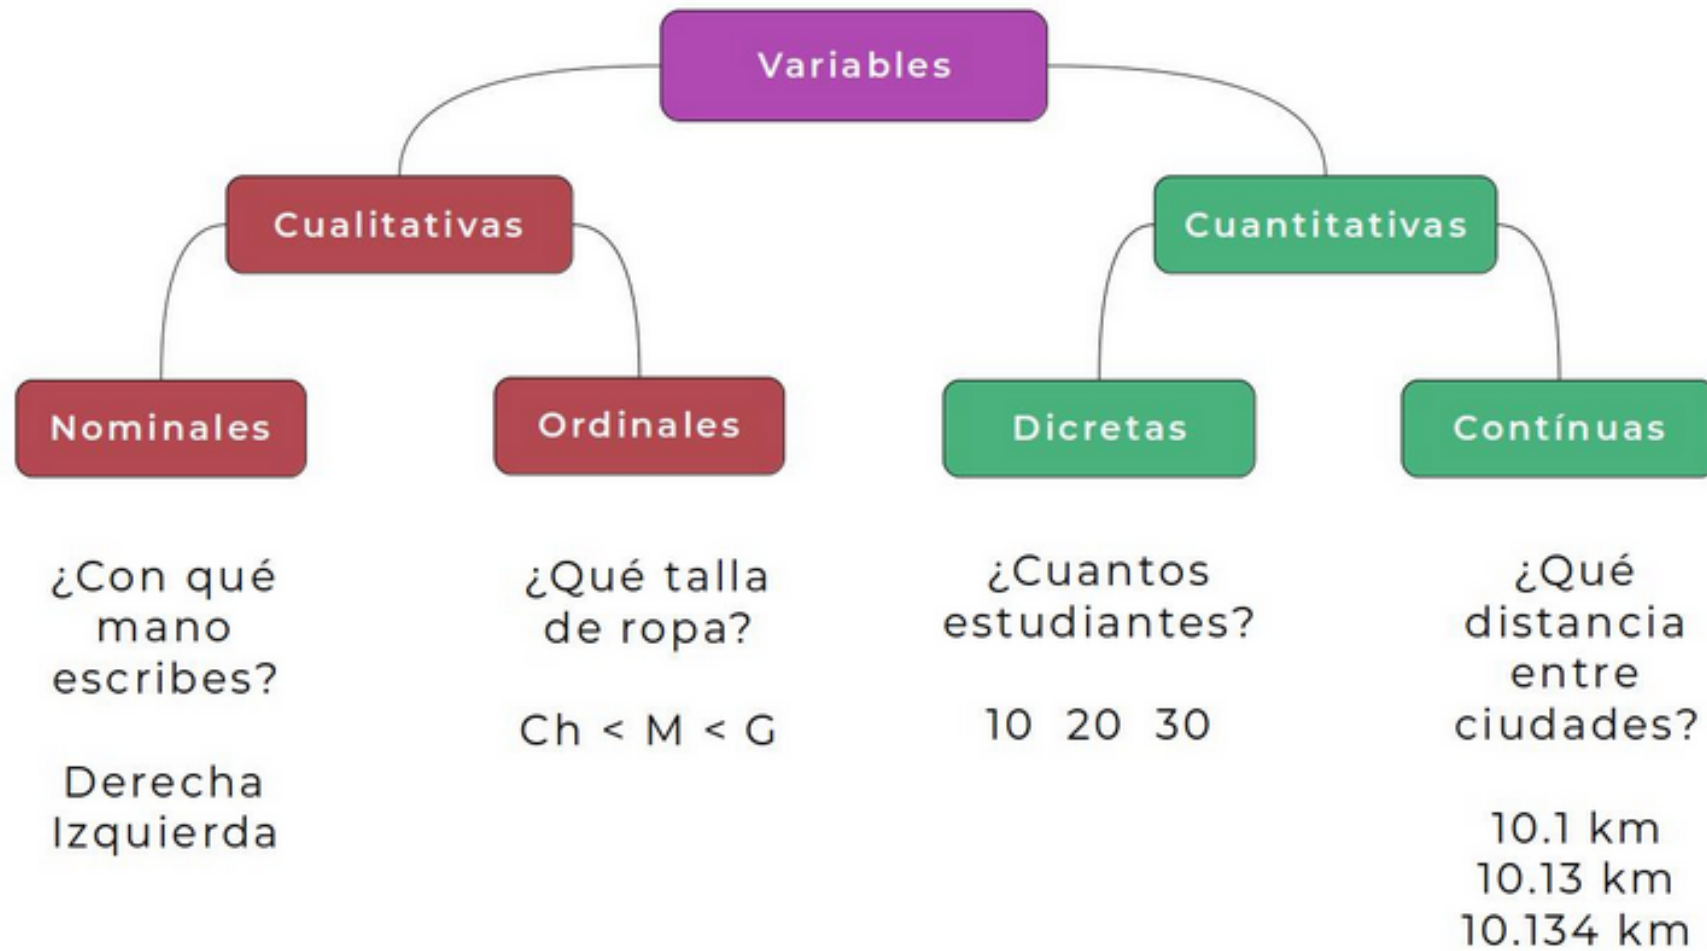 Variables
Cualitativas
Cuantitativas
Nominales
Ordinales
Dicretas
Contínuas
¿Con qué
mano
escribes?
Derecha
Izquierda
¿Qué talla
de ropa?
Ch < M < G
¿Cuantos
estudiantes?
10 20 30
¿Qué
distancia
entre
ciudades?
10.1 km
10.13 km
10.134 km